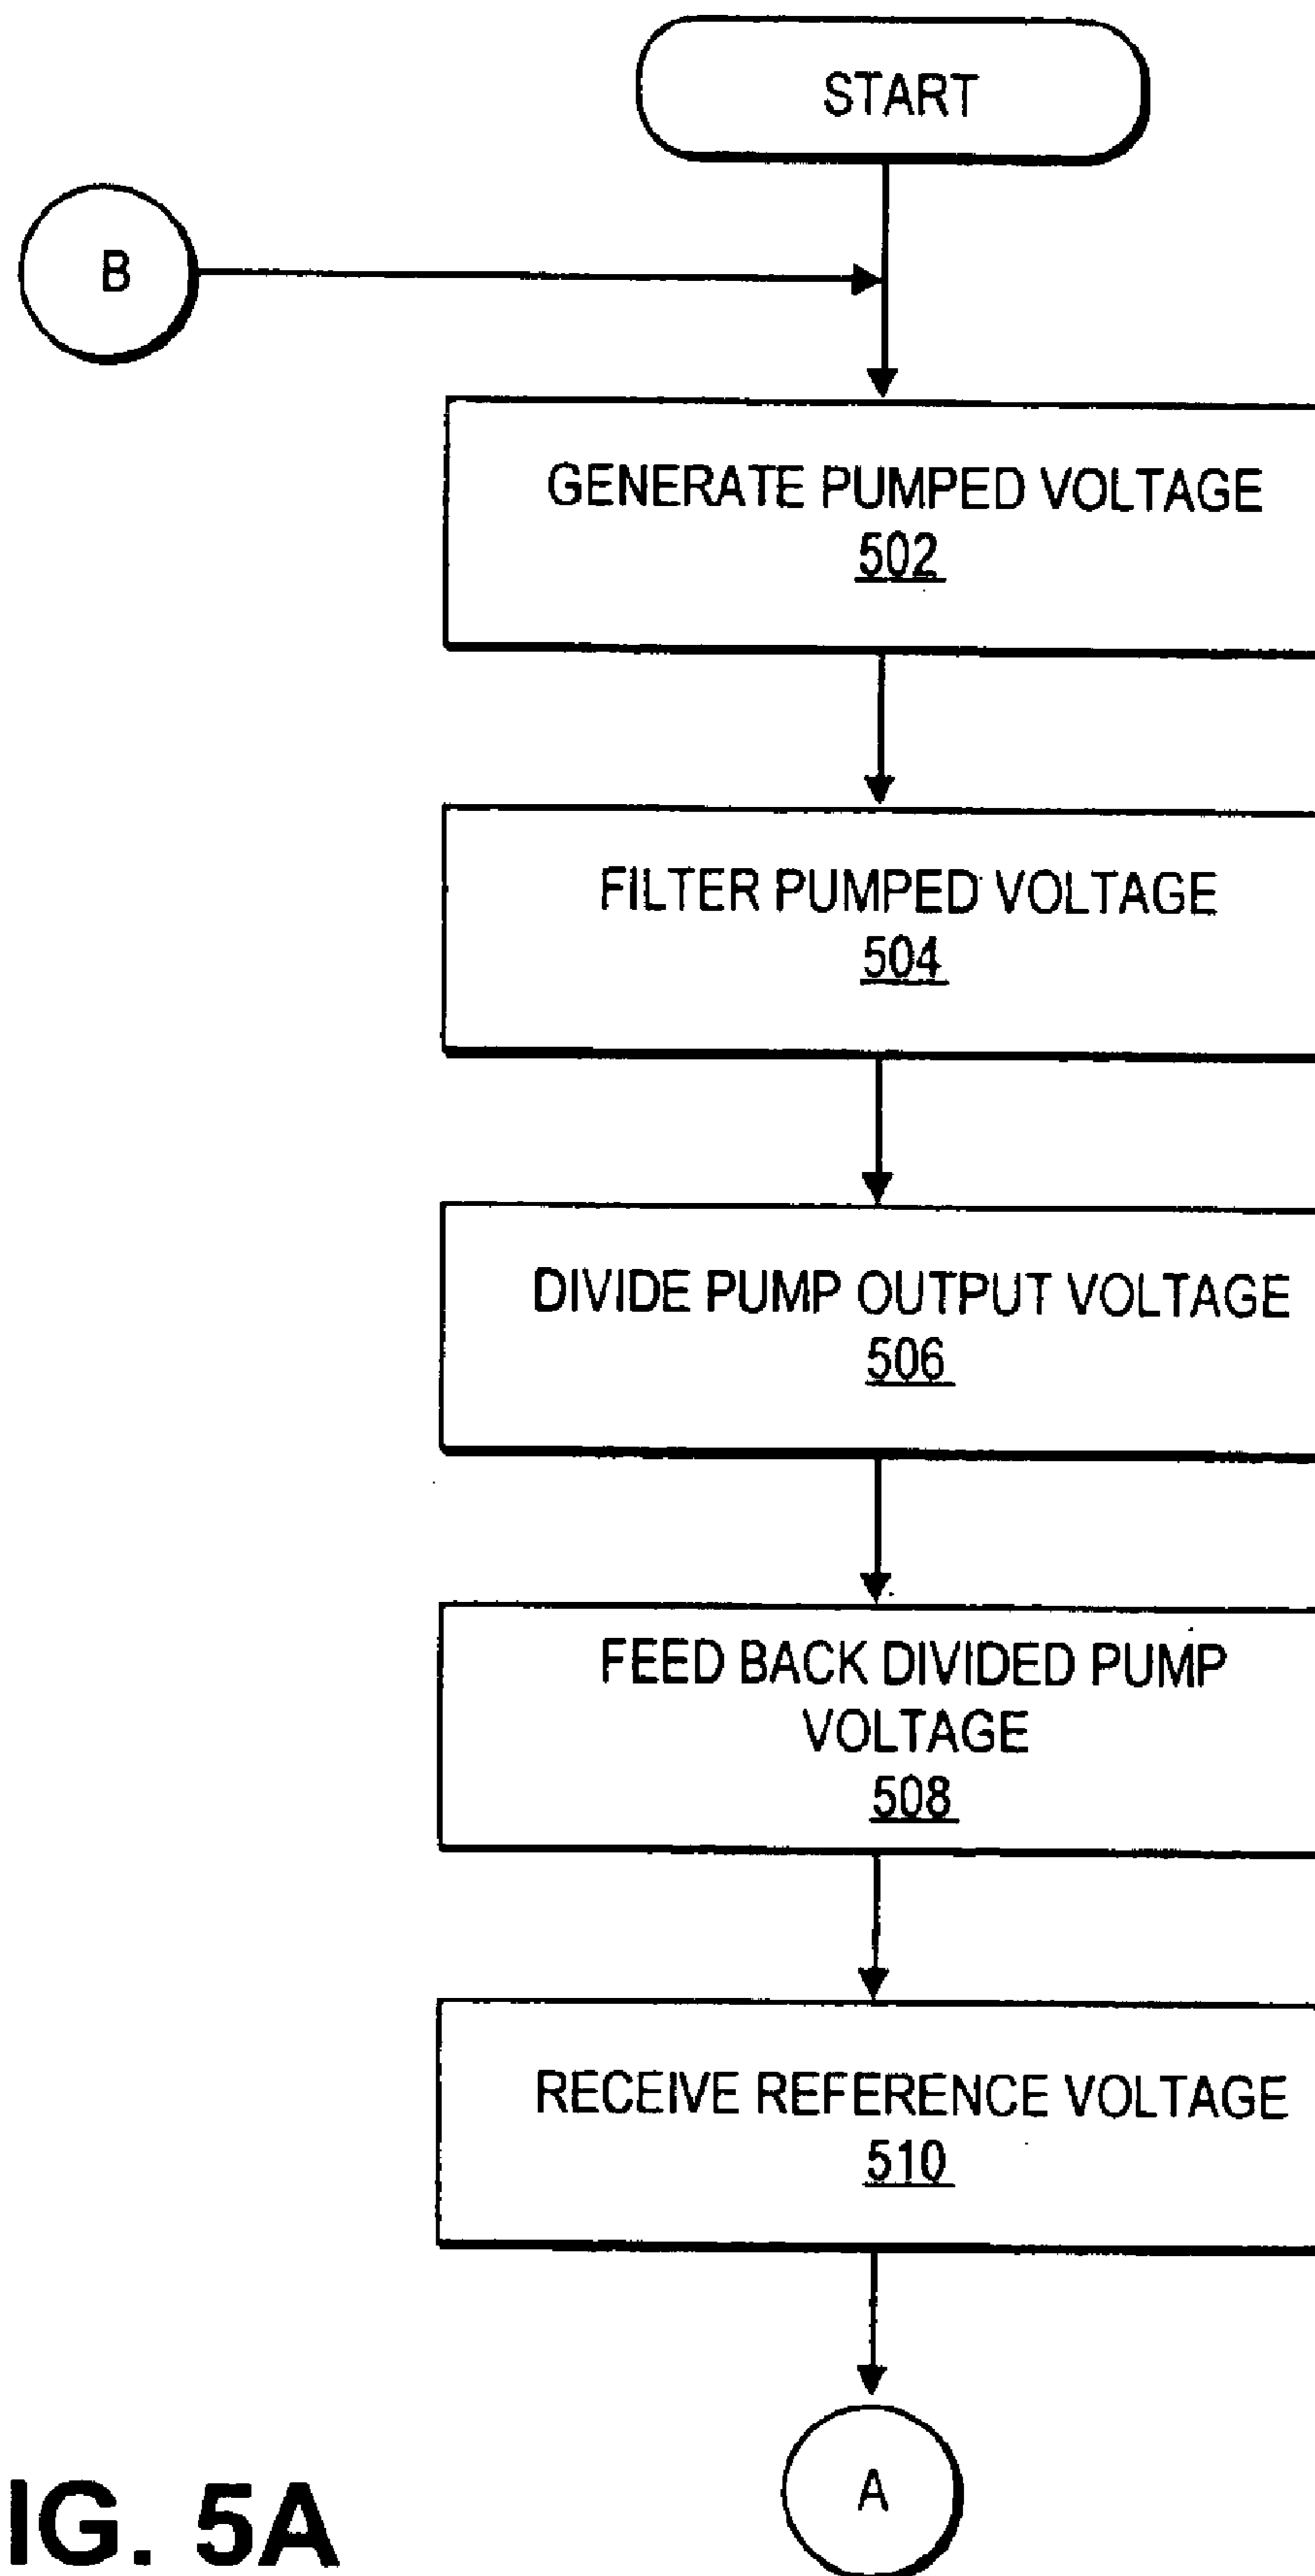 START
B
GENERATE PUMPED VOLTAGE
502
FILTER PUMPED VOLTAGE
504
DIVIDE PUMP OUTPUT VOLTAGE
506
FEED BACK DIVIDED PUMP
VOLTAGE
508
RECEIVE REFERENCE VOLTAGE
510
A
IG. 5A